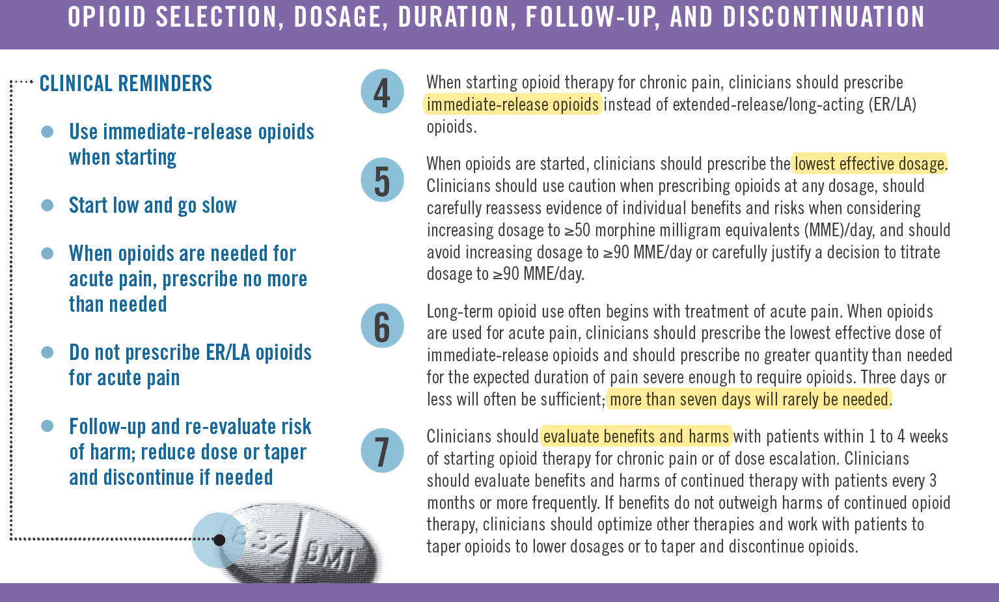 OPIOID SELECTION, DOSAGE, DURATION, FOLLOW-UP, AND DISCONTINUATION
CLINICAL REMINDERS
Use immediate-release opioids
when starting
Start low and go slow
When opioids are needed for
acute pain, prescribe no more
than needed
Do not prescribe ER/LA opioids
for acute pain
Follow-up and re-evaluate risk
of harm; reduce dose or taper
and discontinue if needed
832 BMT
4
When starting opioid therapy for chronic pain, clinicians should prescribe
immediate-release opioids instead of extended-release/long-acting (ER/LA)
opioids.
5
When opioids are started, clinicians should prescribe the lowest effective dosage.
Clinicians should use caution when prescribing opioids at any dosage, should
carefully reassess evidence of individual benefits and risks when considering
increasing dosage to ≥50 morphine milligram equivalents (MME)/day, and should
avoid increasing dosage to ≥90 MME/day or carefully justify a decision to titrate
dosage to ≥90 MME/day.
6
Long-term opioid use often begins with treatment of acute pain. When opioids
are used for acute pain, clinicians should prescribe the lowest effective dose of
immediate-release opioids and should prescribe no greater quantity than needed
for the expected duration of pain severe enough to require opioids. Three days or
less will often be sufficient; more than seven days will rarely be needed.
7
Clinicians should evaluate benefits and harms with patients within 1 to 4 weeks
of starting opioid therapy for chronic pain or of dose escalation. Clinicians
should evaluate benefits and harms of continued therapy with patients every 3
months or more frequently. If benefits do not outweigh harms of continued opioid
therapy, clinicians should optimize other therapies and work with patients to
taper opioids to lower dosages or to taper and discontinue opioids.